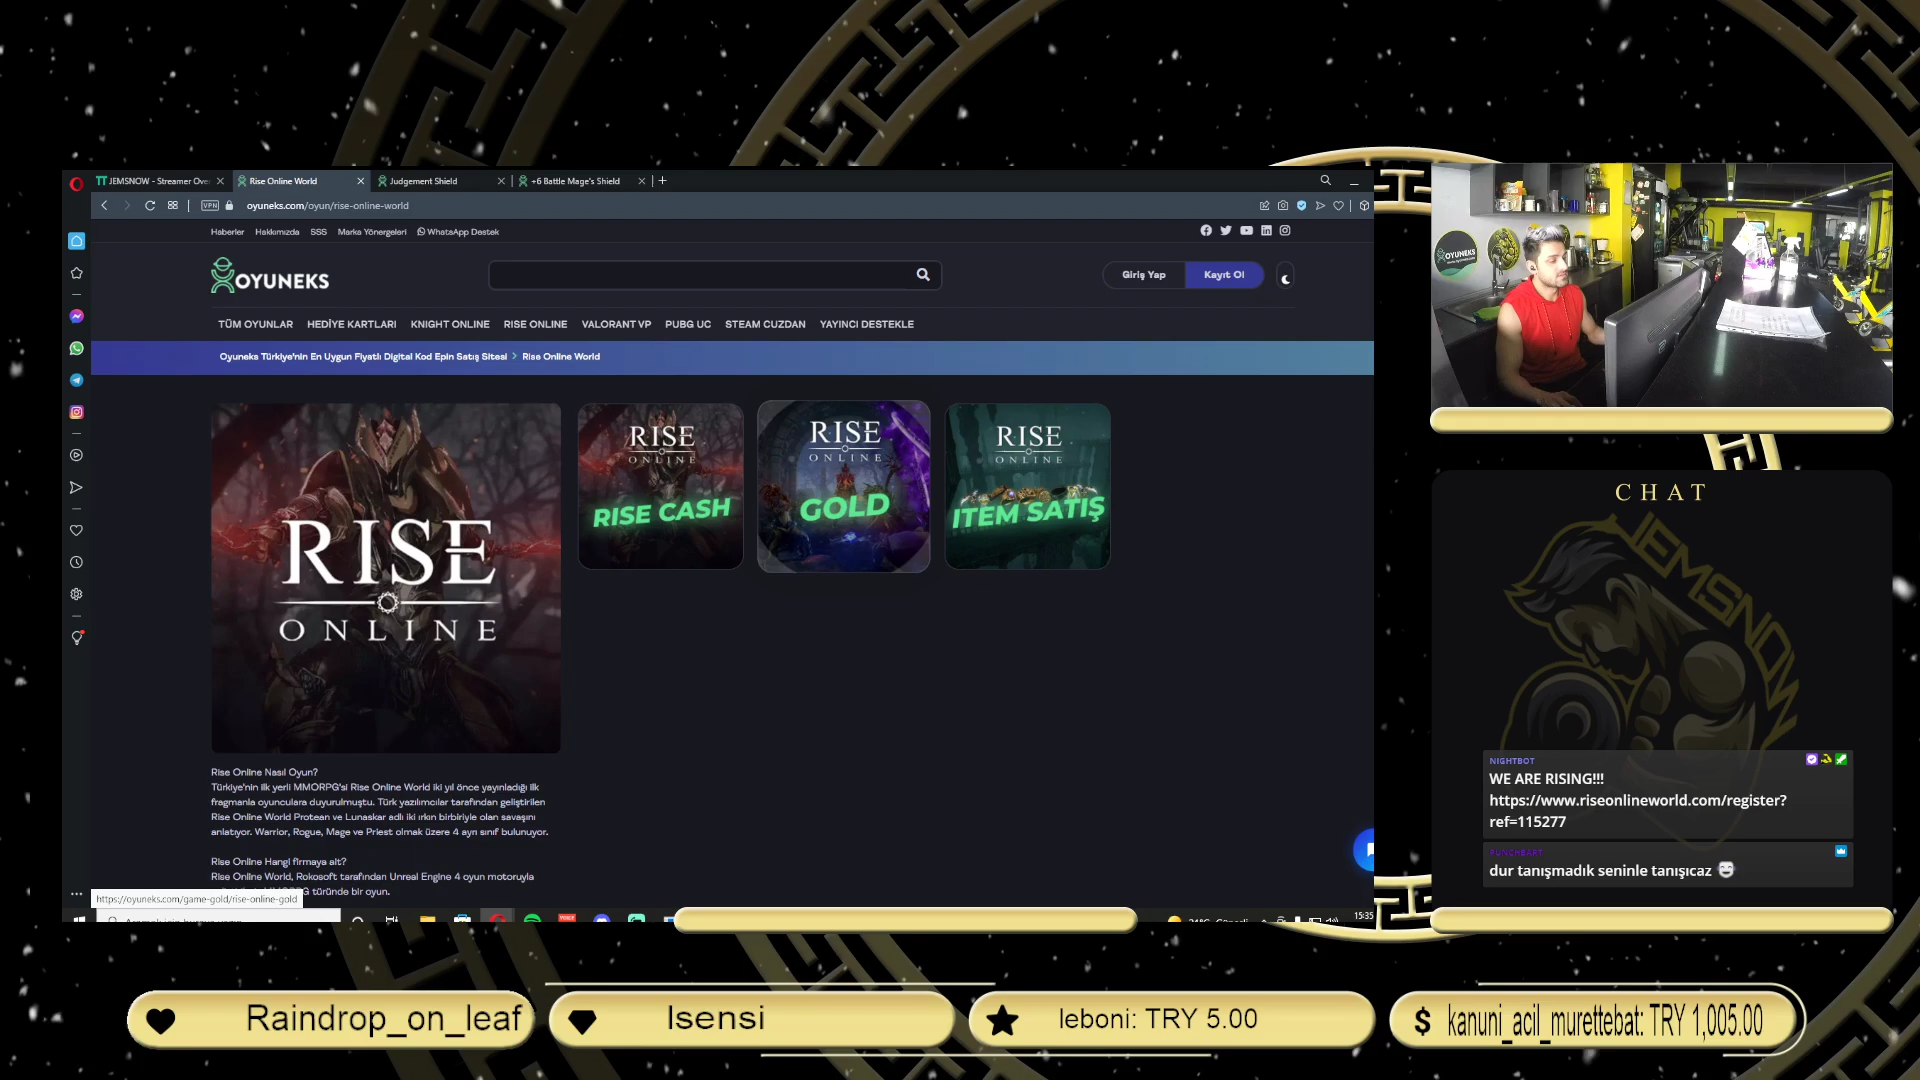 JEMSNOW - Streamer Ove
Rise Online World
Judgement Shield
+6 Battle Mage's Shield
VPN
oyuneks.com/oyun/rise-online-world
Haberler
Hakkımızda
SSS
Marka Yönergeleri
WhatsApp Destek
OYUNEKS
Giriş Yap
Kayıt Ol
TÜM OYUNLAR
HEDİYE KARTLARI
KNIGHT ONLINE
RISE ONLINE
VALORANT VP
PUBG UC
STEAM CUZDAN
YAYINCI DESTEKLE
Oyuneks Türkiye'nin En Uygun Fiyatlı Digital Kod Epin Satış Sitesi > Rise Online World
RISE
ONLINE
RISE
ONLINE
RISE CASH
RISE
ONLINE
GOLD
RISE
ONLINE
ITEM SATIŞ
Rise Online Nasıl Oyun?
Türkiye'nin ilk yerli MMORPG'si Rise Online World iki yıl önce yayınladığı ilk
fragmanla oyunculara duyurulmuştu. Türk yazılımcılar tarafından geliştirilen
Rise Online World Protean ve Lunaskar adlı iki ırkın birbiriyle olan savaşını
anlatıyor. Warrior, Rogue, Mage ve Priest olmak üzere 4 ayrı sınıf bulunuyor.
Rise Online Hangi firmaya ait?
Rise Online World, Rokosoft tarafından Unreal Engine 4 oyun motoruyla
türünde bir oyun.
https://oyuneks.com/game-gold/rise-online-gold
15:35
OYUNEKS
CHAT
JEMSNOW
NIGHTBOT
WE ARE RISING!!!
https://www.riseonlineworld.com/register?
ref=115277
dur tanışmadık seninle tanışıcaz
Raindrop_on_leaf
Isensi
leboni: TRY 5.00
$ kanuni_acil_murettebat: TRY 1,005.00